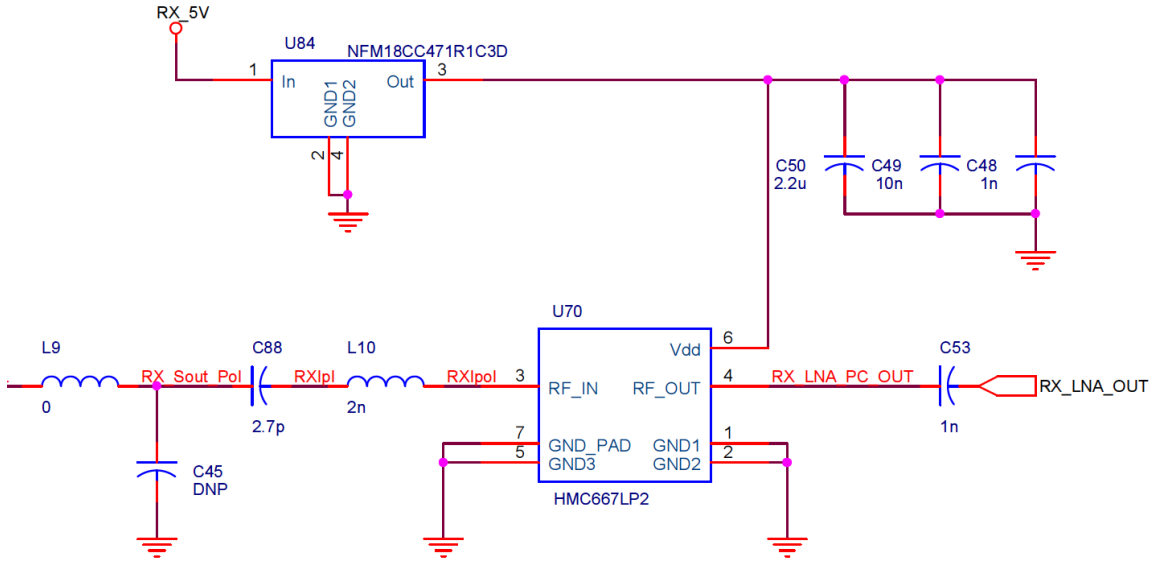 RX_5V
U84
NFM18CC471R1C3D
1
In
GND1
GND2
Out
3
2
4
C50
2.2u
C49
10n
C48
1n
U70
Vdd
6
L9
0
RX_Sout_Pol
C88
2.7p
RXIpl
L10
2n
RXIpol
3
RF_IN
RF_OUT
4
RX_LNA_PC_OUT
C53
1n
RX_LNA_OUT
7
GND_PAD
GND1
1
5
GND3
GND2
2
C45
DNP
HMC667LP2